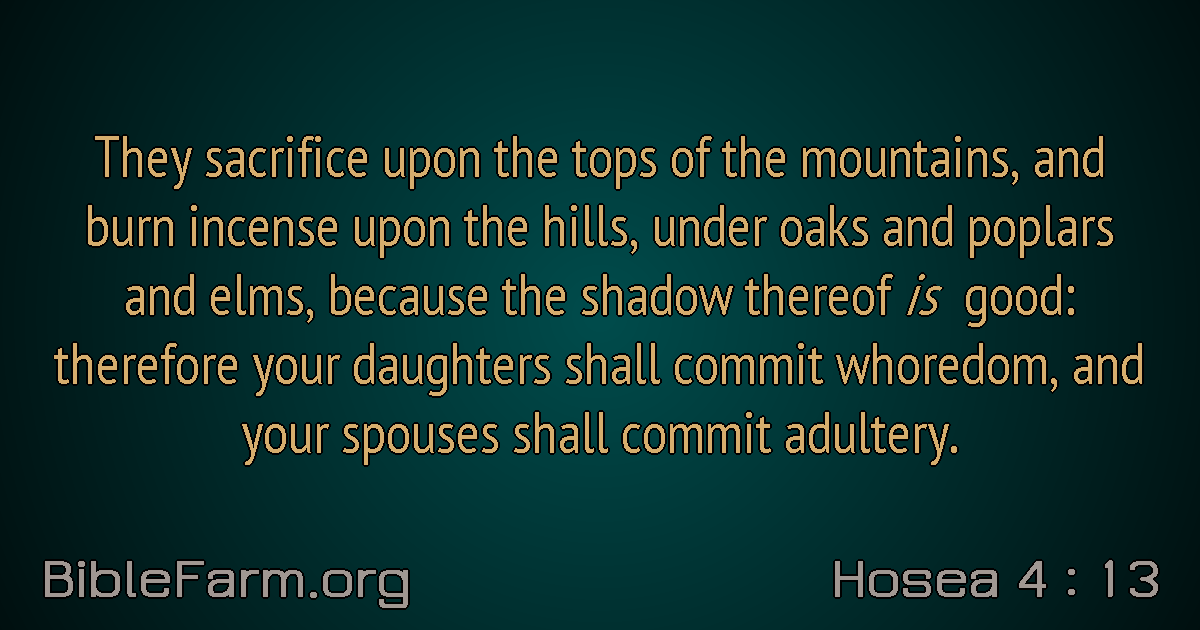 They sacrifice upon the tops of the mountains, and
burn incense upon the hills, under oaks and poplars
and elms, because the shadow thereof is good:
therefore your daughters shall commit whoredom, and
your spouses shall commit adultery.
BibleFarm.org
Hosea 4 : 13